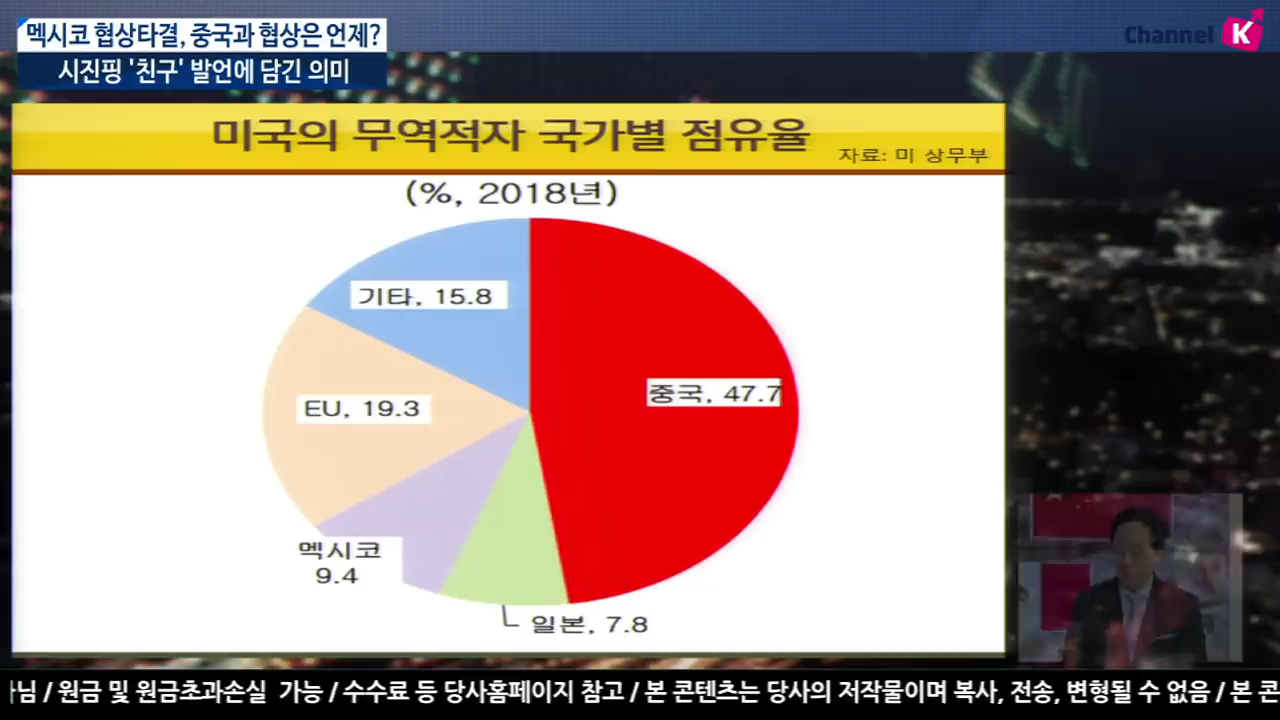 멕시코 협상타결, 중국과 협상은 언제?
시진핑 '친구' 발언에 담긴 의미
Channel K
미국의 무역적자 국가별 점유율
자료: 미 상무부
(%, 2018년)
기타, 15.8
중국, 47.7
EU, 19.3
멕시코
9.4
일본, 7.8
님 / 원금 및 원금초과손실 가능 / 수수료 등 당사홈페이지 참고 / 본 콘텐츠는 당사의 저작물이며 복사, 전송, 변형될 수 없음 / 본 콘